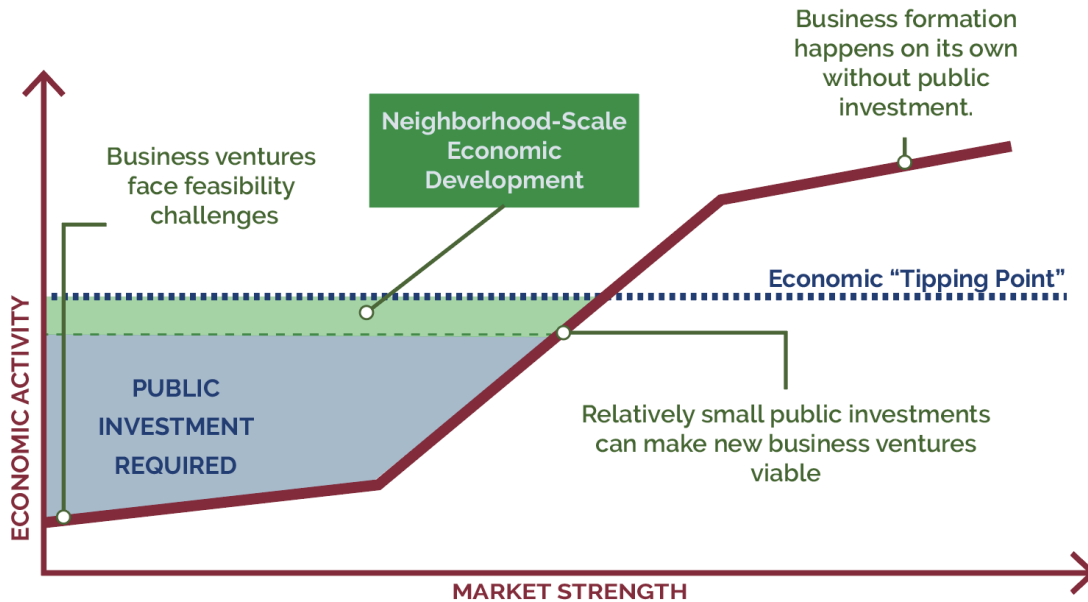 Business formation
happens on its own
without public
investment.
Neighborhood-Scale
Economic
Development
Business ventures
face feasibility
challenges
Economic “Tipping Point”
PUBLIC
INVESTMENT
REQUIRED
Relatively small public investments
can make new business ventures
viable
ECONOMIC ACTIVITY
MARKET STRENGTH